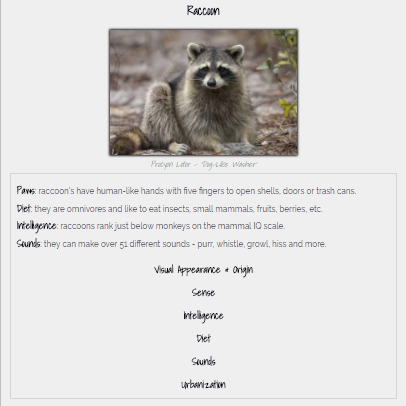 Raccoon
Procyon Lotor - Dog-Like Washer
Paws: raccoon's have human-like hands with five fingers to open shells, doors or trash cans.
Diet: they are omnivores and like to eat insects, small mammals, fruits, berries, etc.
Intelligence: raccoons rank just below monkeys on the mammal IQ scale.
Sounds: they can make over 51 different sounds - purr, whistle, growl, hiss and more.
Visual Appearance & Origin
Sense
Intelligence
Diet
Sounds
Urbanization